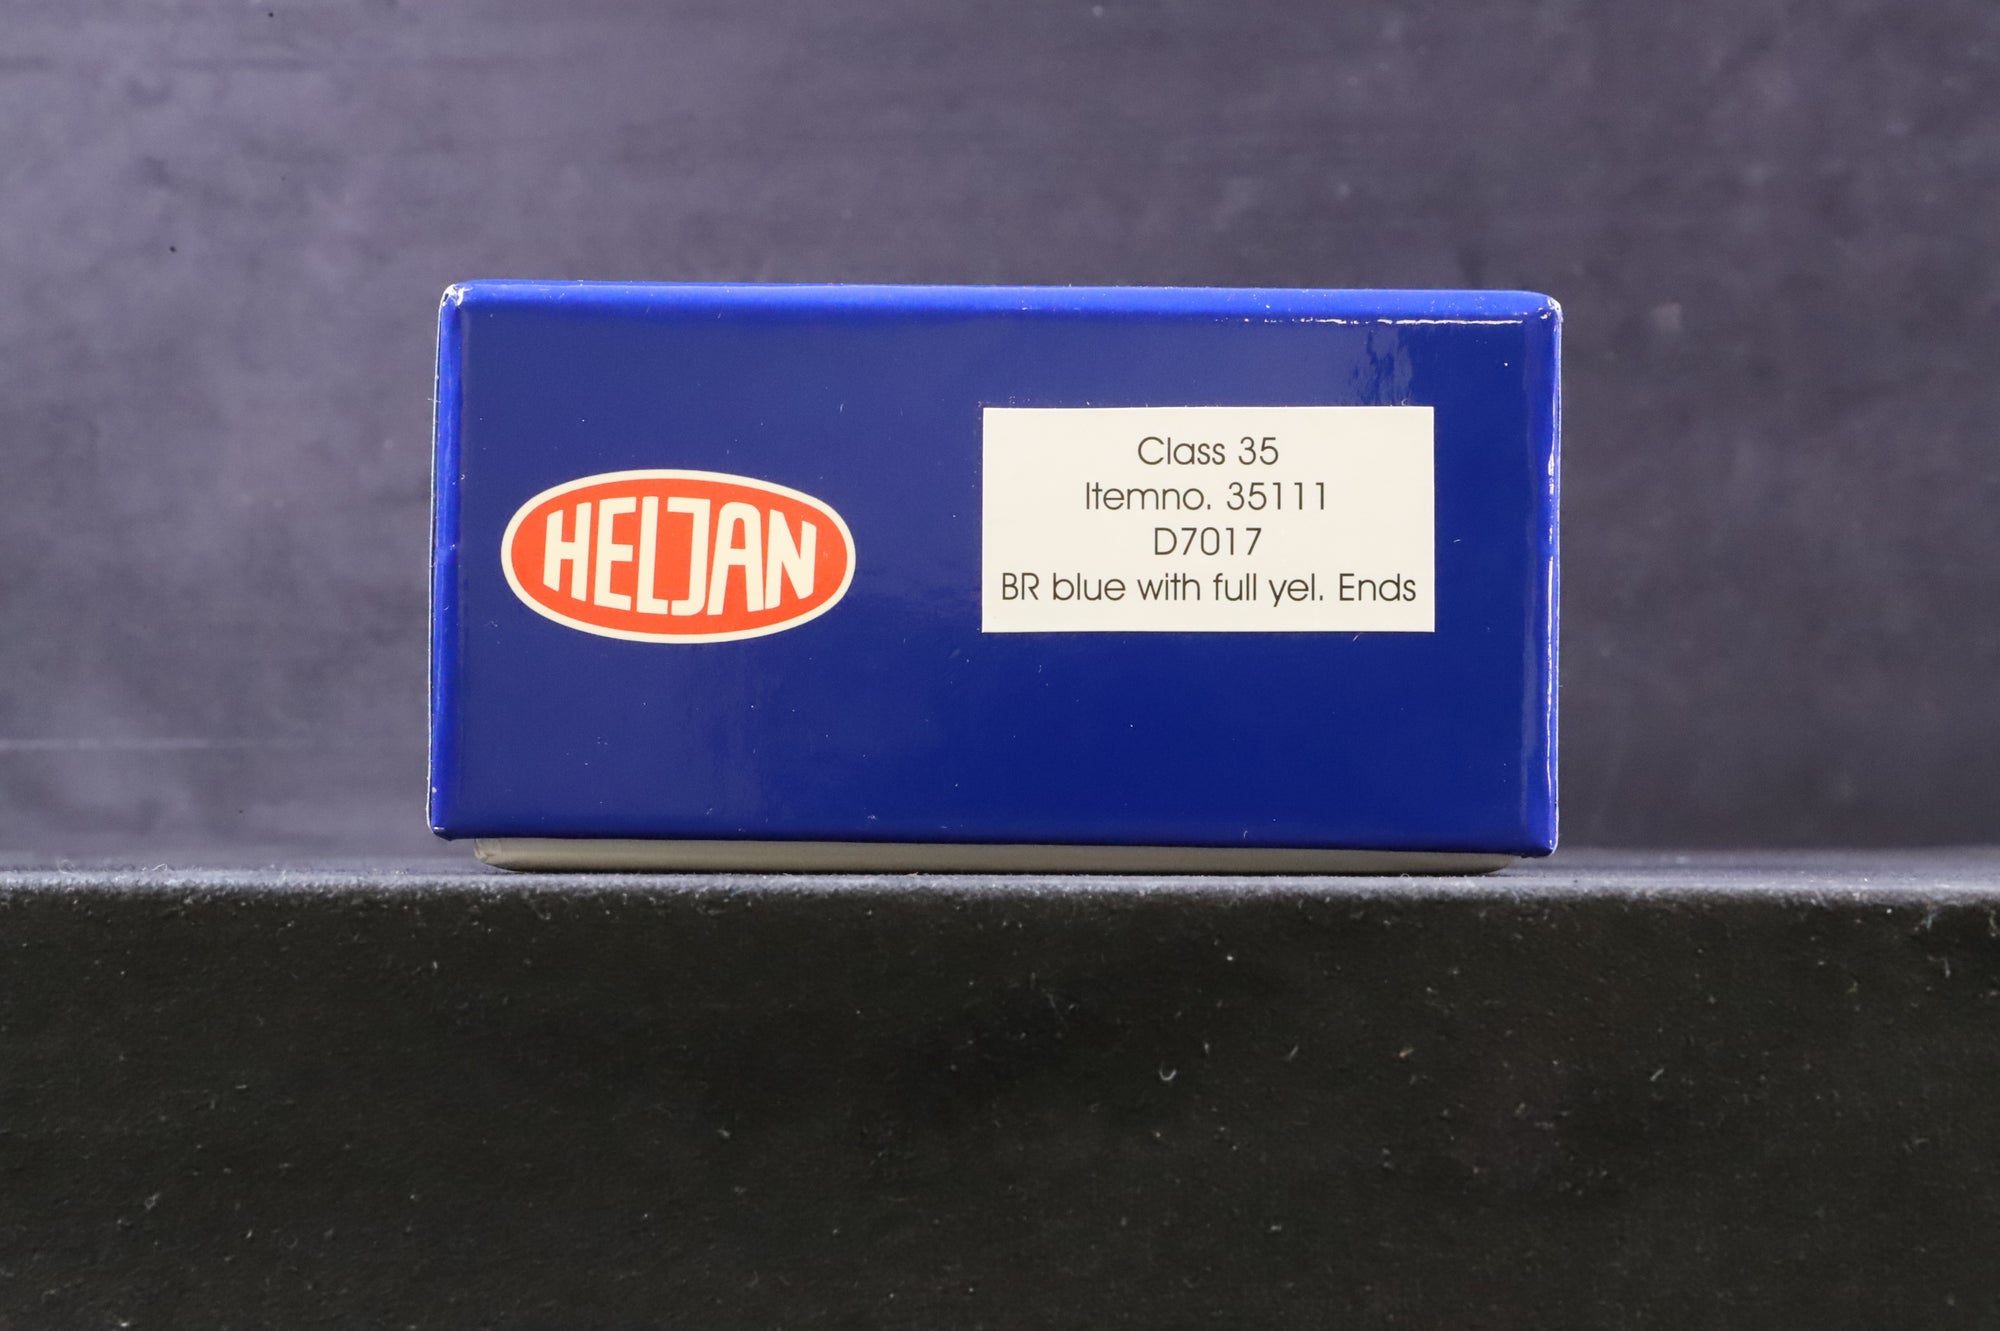 HELJAN
Class 35
Itemno. 35111
D7017
BR blue with full yel. Ends